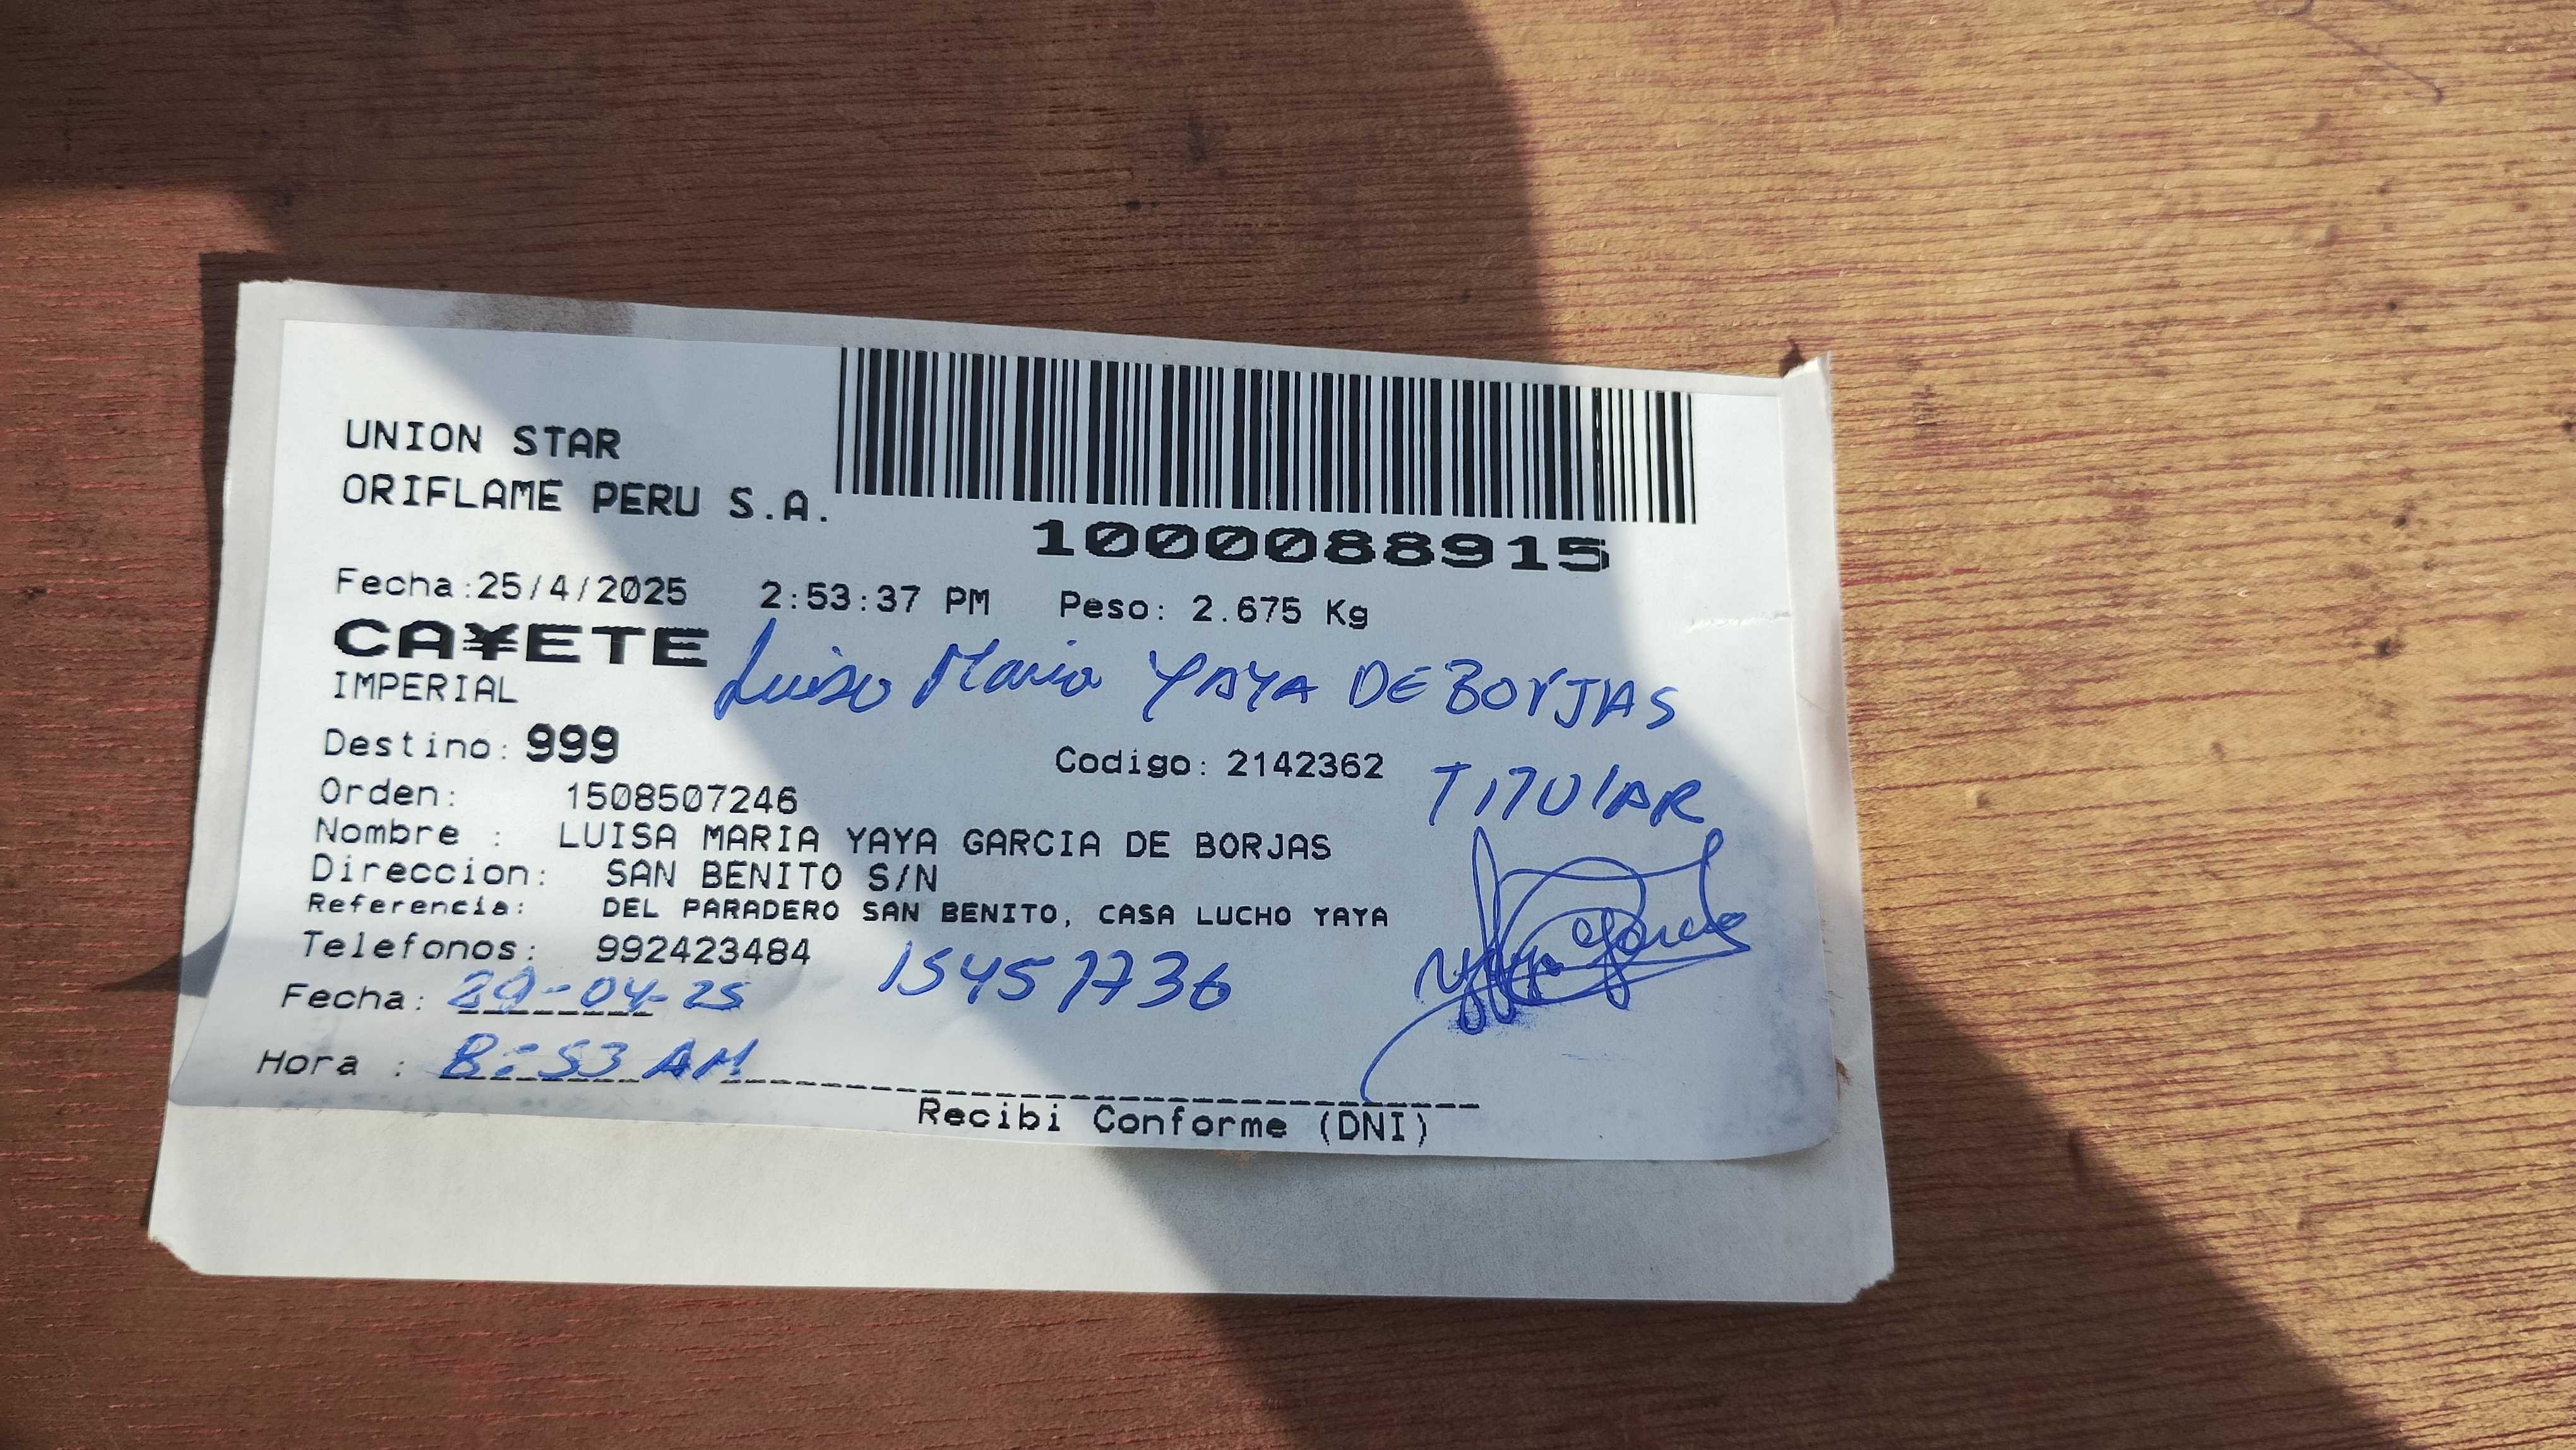 UNION STAR
ORIFLAME PERU S.A.
1000088915
Fecha:25/4/2025 2:53:37 PM Peso: 2.675 Kg
CA¥ETE
Luisa Maria YAYA DE BORJAS
IMPERIAL
Destino: 999
Codigo: 2142362
TITULAR
Orden: 1508507246
Nombre : LUISA MARIA YAYA GARCIA DE BORJAS
Direccion: SAN BENITO S/N
Referencia: DEL PARADERO SAN BENITO, CASA LUCHO YAYA
Telefonos: 992423484
15451736
Fecha: 29-04-25
Hora : 8:53 AM
Recibi Conforme (DNI)